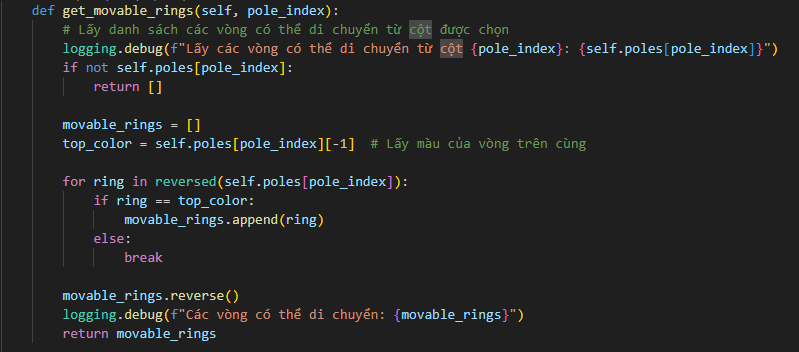 def get_movable_rings(self, pole_index):
# Lấy danh sách các vòng có thể di chuyển từ cột được chọn
logging.debug(f"Lấy các vòng có thể di chuyển từ cột {pole_index}: {self.poles[pole_index]}")
if not self.poles[pole_index]:
return []
movable_rings = []
top_color = self.poles[pole_index][-1]  # Lấy màu của vòng trên cùng
for ring in reversed(self.poles[pole_index]):
if ring == top_color:
movable_rings.append(ring)
else:
break
movable_rings.reverse()
logging.debug(f"Các vòng có thể di chuyển: {movable_rings}")
return movable_rings